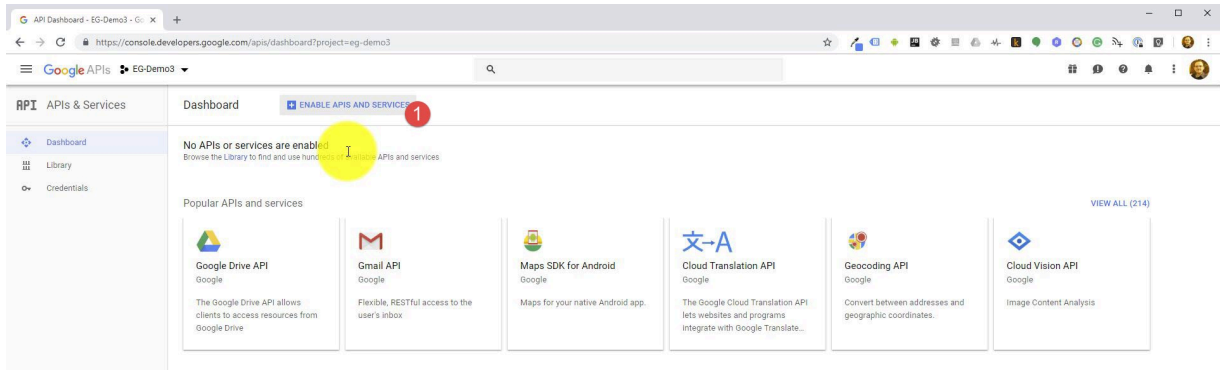 API Dashboard - EG-Demo3 - Go
https://console.developers.google.com/apis/dashboard?project=eg-demo3
Google APIs EG-Demo3
API APIs & Services
Dashboard
ENABLE APIS AND SERVICES
1
Dashboard
Library
Credentials
No APIs or services are enabled
Browse the Library to find and use hundreds of available APIs and services
Popular APIs and services
VIEW ALL (214)
Google Drive API
Google
The Google Drive API allows
clients to access resources from
Google Drive
Gmail API
Google
Flexible, RESTful access to the
user's inbox
Maps SDK for Android
Google
Maps for your native Android app.
文→A
Cloud Translation API
Google
The Google Cloud Translation API
lets websites and programs
integrate with Google Translate...
Geocoding API
Google
Convert between addresses and
geographic coordinates.
Cloud Vision API
Google
Image Content Analysis